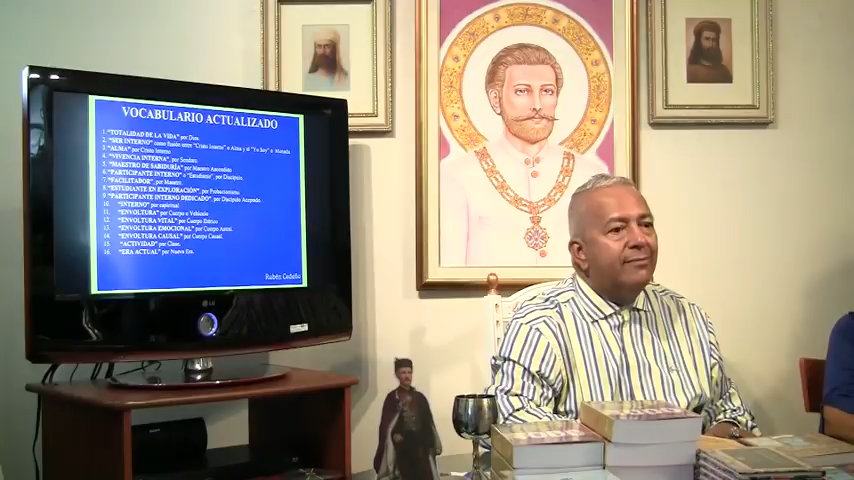 VOCABULARIO ACTUALIZADO
1. "TOTALIDAD DE LA VIDA" por Dios.
2. "SER INTERNO" como fusión entre "Cristo Interno" o Alma y el "Yo Soy" o Mónada
3. "ALMA" por Cristo Interno
4. "VIVENCIA INTERNA", por Sendero
5. "MAESTRO DE SABIDURÍA" por Maestro Ascendido
6. "PARTICIPANTE INTERNO" o "Estudiante", por Discípulo.
7. "FACILITADOR", por Maestro.
8. "ESTUDIANTE EN EXPLORACIÓN", por Probacionista
9. "PARTICIPANTE INTERNO DEDICADO", por Discípulo Aceptado.
10. "INTERNO" por espiritual
11. "ENVOLTURA" por Cuerpo o Vehículo
12. "ENVOLTURA VITAL" por Cuerpo Etérico
13. "ENVOLTURA EMOCIONAL" por Cuerpo Astral.
14. "ENVOLTURA CAUSAL" por Cuerpo Causal.
15. "ACTIVIDAD" por Clase.
16. "ERA ACTUAL" por Nueva Era.
Rubén Cedeño
LG